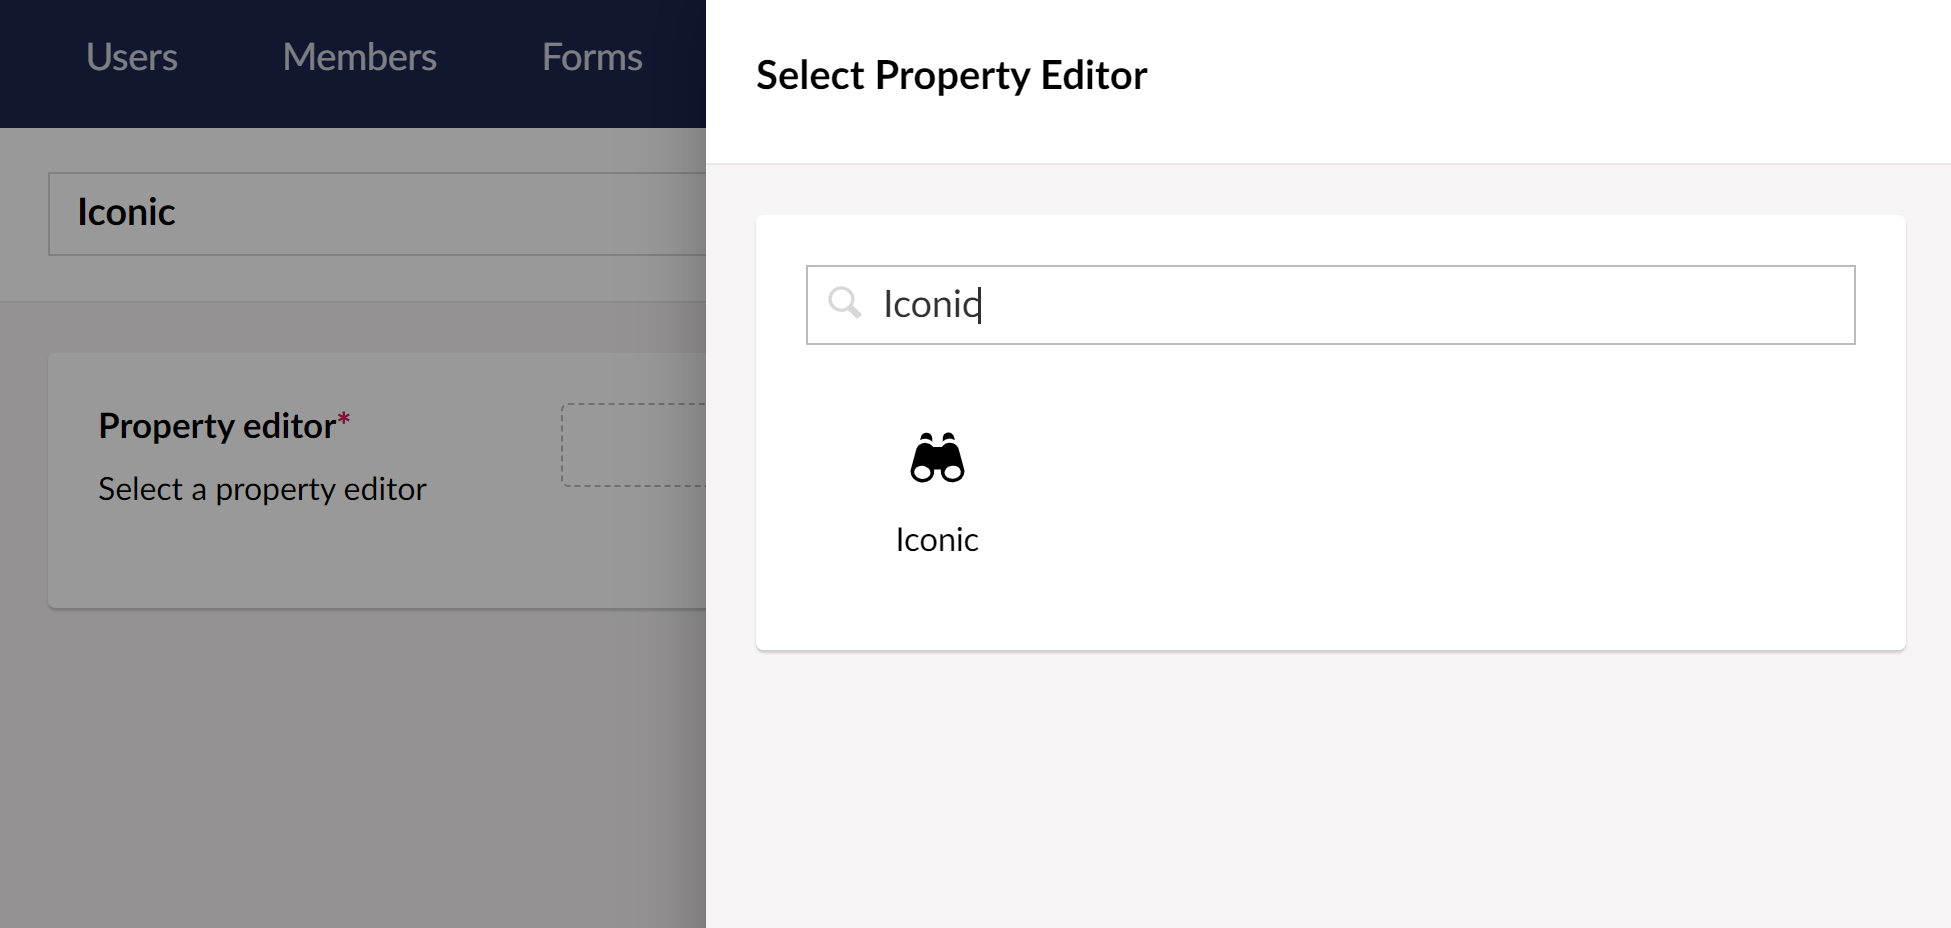 Users Members Forms
Iconic
Property editor*
Select a property editor
Select Property Editor
Iconic
Iconic